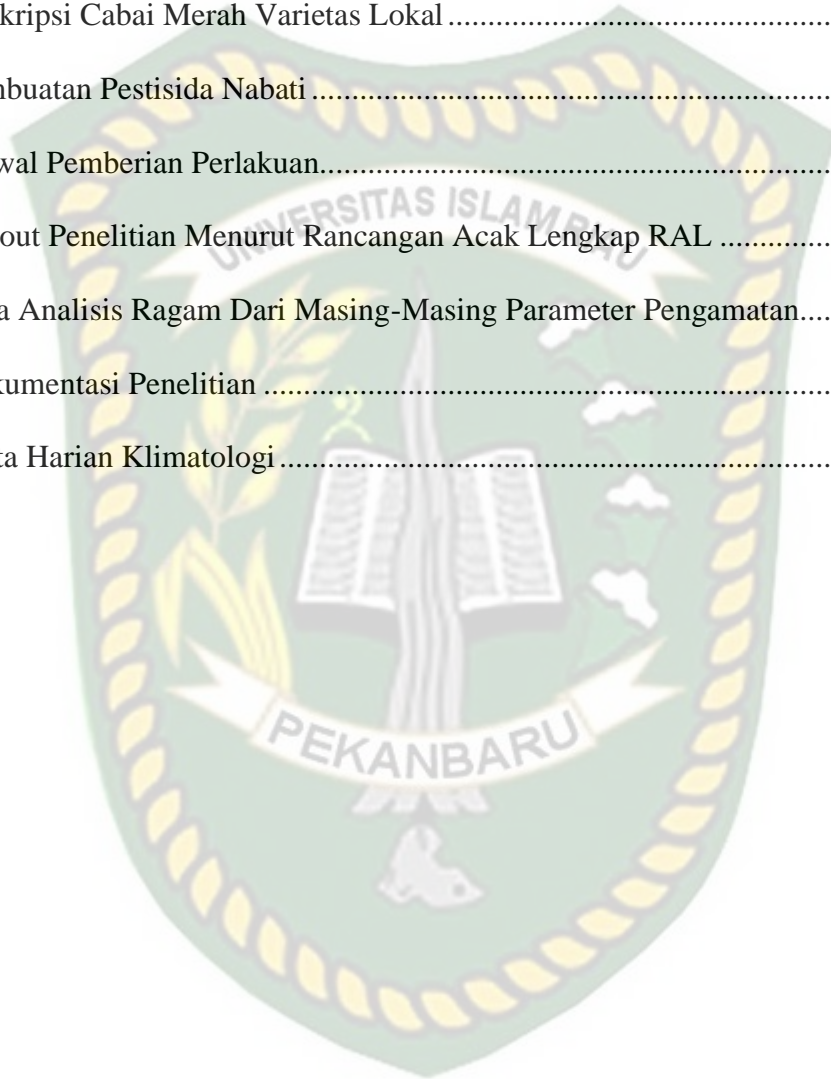 kripsi Cabai Merah Varietas Lokal ..........................................
nbuatan Pestisida Nabati ..........................................................
wal Pemberian Perlakuan.........................................................
UNIVERSITAS ISLAM RIAU
out Penelitian Menurut Rancangan Acak Lengkap RAL ..............
a Analisis Ragam Dari Masing-Masing Parameter Pengamatan....
kumentasi Penelitian ................................................................
ta Harian Klimatologi ..............................................................
PEKANBARU